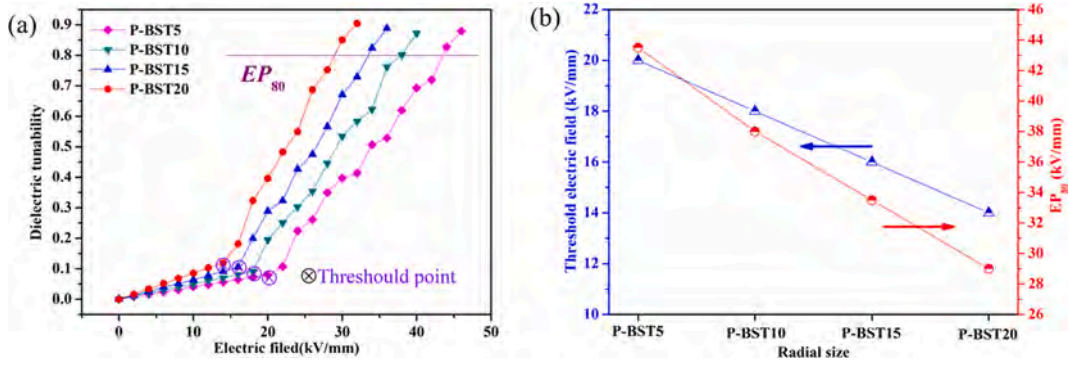 (a)
P-BST5
P-BST10
P-BST15
P-BST20
EP80
⊗Threshould point
Dielectric tunability
0.9
0.8
0.7
0.6
0.5
0.4
0.3
0.2
0.1
0.0
0 10 20 30 40 50
Electric filed(kV/mm)
(b)
Threshold electric field (kV/mm)
22
20
18
16
14
12
10
46
44
42
40
38
36
34
32
30
28
26
EP80 (kV/mm)
P-BST5 P-BST10 P-BST15 P-BST20
Radial size